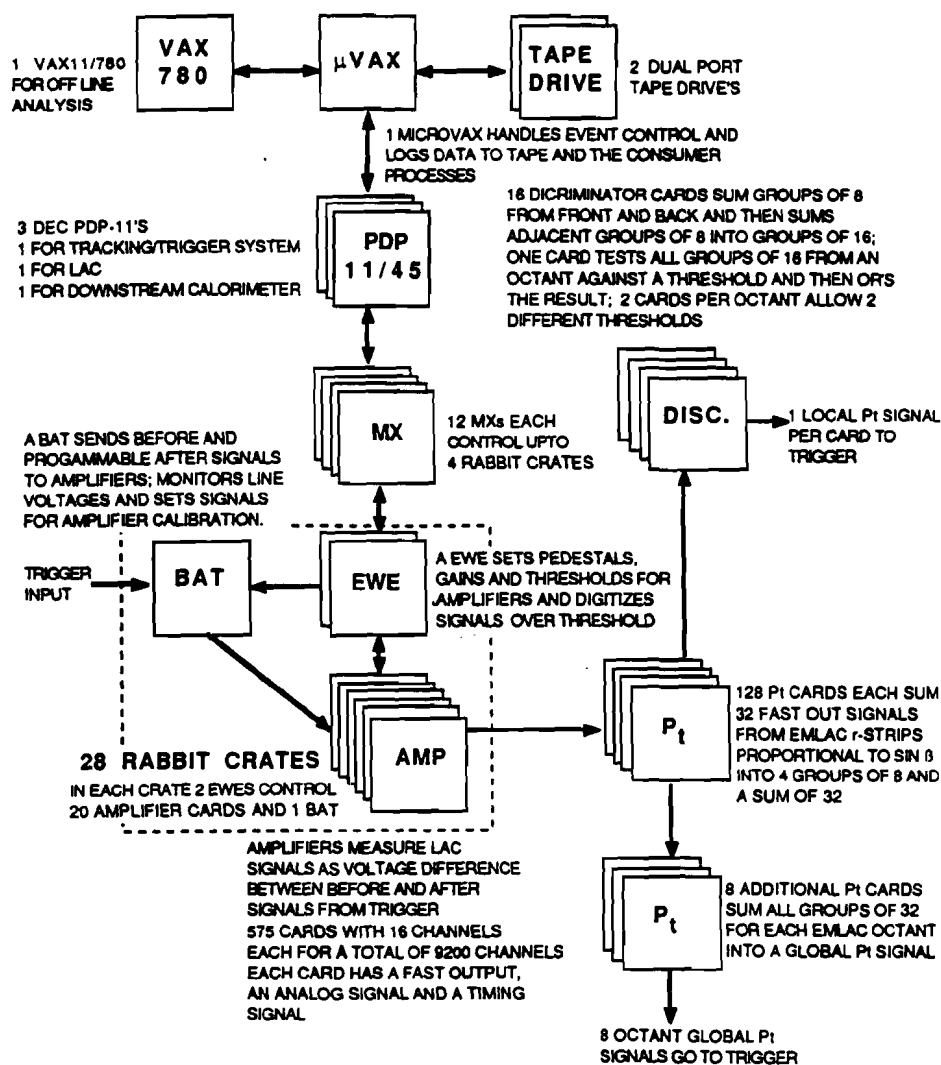 1 VAX11/780
FOR OFF LINE
ANALYSIS
VAX
780
µVAX
TAPE
DRIVE
2 DUAL PORT
TAPE DRIVE'S
1 MICROVAX HANDLES EVENT CONTROL AND
LOGS DATA TO TAPE AND THE CONSUMER
PROCESSES
3 DEC PDP-11'S
1 FOR TRACKING/TRIGGER SYSTEM
1 FOR LAC
1 FOR DOWNSTREAM CALORIMETER
PDP
11/45
16 DICRIMINATOR CARDS SUM GROUPS OF 8
FROM FRONT AND BACK AND THEN SUMS
ADJACENT GROUPS OF 8 INTO GROUPS OF 16;
ONE CARD TESTS ALL GROUPS OF 16 FROM AN
OCTANT AGAINST A THRESHOLD AND THEN OR'S
THE RESULT; 2 CARDS PER OCTANT ALLOW 2
DIFFERENT THRESHOLDS
MX
12 MXs EACH
CONTROL UPTO
4 RABBIT CRATES
DISC.
1 LOCAL Pt SIGNAL
PER CARD TO
TRIGGER
A BAT SENDS BEFORE AND
PROGAMMABLE AFTER SIGNALS
TO AMPLIFIERS; MONITORS LINE
VOLTAGES AND SETS SIGNALS
FOR AMPLIFIER CALIBRATION.
TRIGGER
INPUT
BAT
EWE
A EWE SETS PEDESTALS,
GAINS AND THRESHOLDS FOR
AMPLIFIERS AND DIGITIZES
SIGNALS OVER THRESHOLD
AMP
28 RABBIT CRATES
IN EACH CRATE 2 EWES CONTROL
20 AMPLIFIER CARDS AND 1 BAT
Pt
128 Pt CARDS EACH SUM
32 FAST OUT SIGNALS
FROM EMLAC r-STRIPS
PROPORTIONAL TO SIN ß
INTO 4 GROUPS OF 8 AND
A SUM OF 32
AMPLIFIERS MEASURE LAC
SIGNALS AS VOLTAGE DIFFERENCE
BETWEEN BEFORE AND AFTER
SIGNALS FROM TRIGGER
575 CARDS WITH 16 CHANNELS
EACH FOR A TOTAL OF 9200 CHANNELS
EACH CARD HAS A FAST OUTPUT,
AN ANALOG SIGNAL AND A TIMING
SIGNAL
Pt
8 ADDITIONAL Pt CARDS
SUM ALL GROUPS OF 32
FOR EACH EMLAC OCTANT
INTO A GLOBAL Pt SIGNAL
8 OCTANT GLOBAL Pt
SIGNALS GO TO TRIGGER